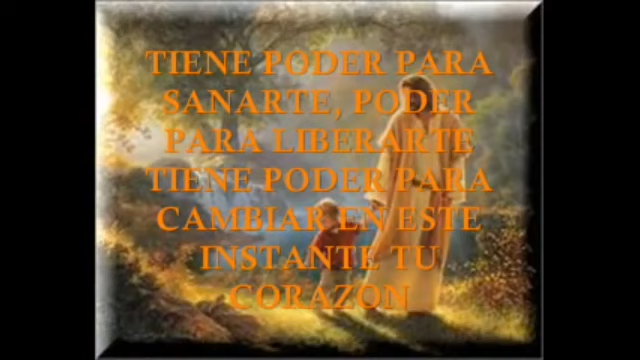 TIENE PODER PARA
SANARTE, PODER
PARA LIBERARTE
TIENE PODER PARA
CAMBIAR EN ESTE
INSTANTE TU
CORAZON